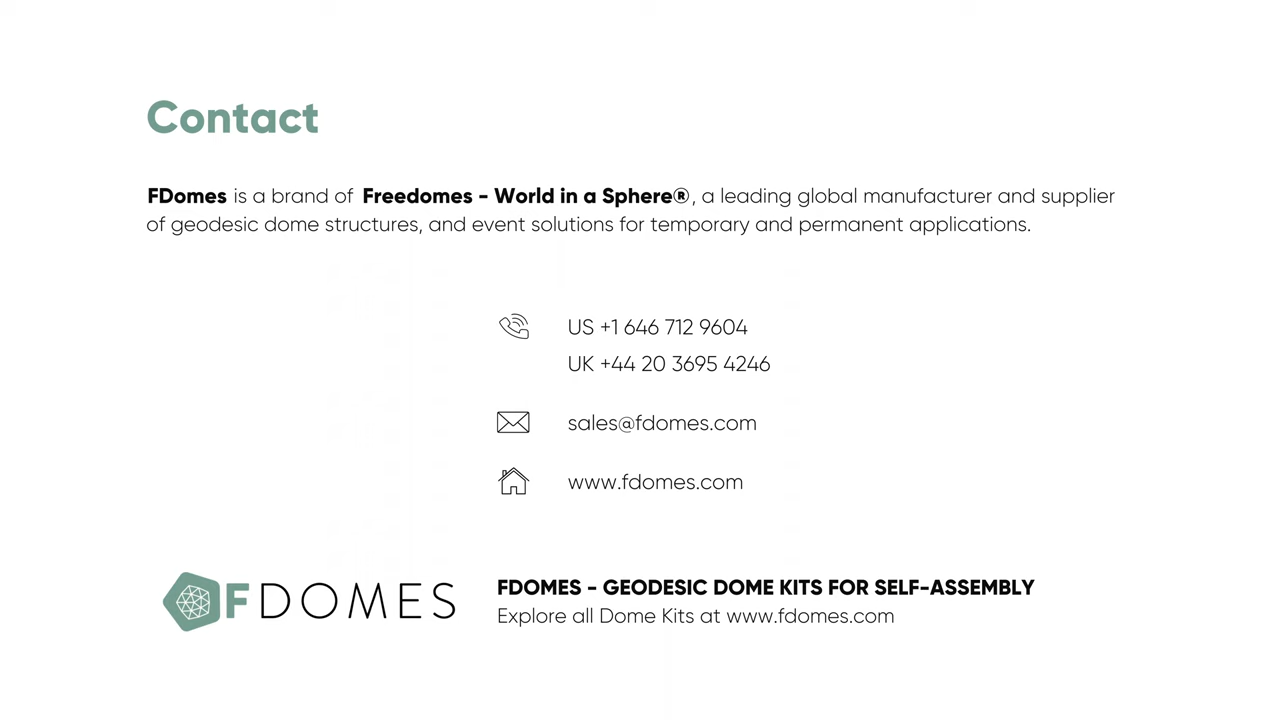 Contact
FDomes is a brand of Freedomes - World in a Sphere®, a leading global manufacturer and supplier
of geodesic dome structures, and event solutions for temporary and permanent applications.
US +1 646 712 9604
UK +44 20 3695 4246
sales@fdomes.com
www.fdomes.com
FDOMES
FDOMES - GEODESIC DOME KITS FOR SELF-ASSEMBLY
Explore all Dome Kits at www.fdomes.com